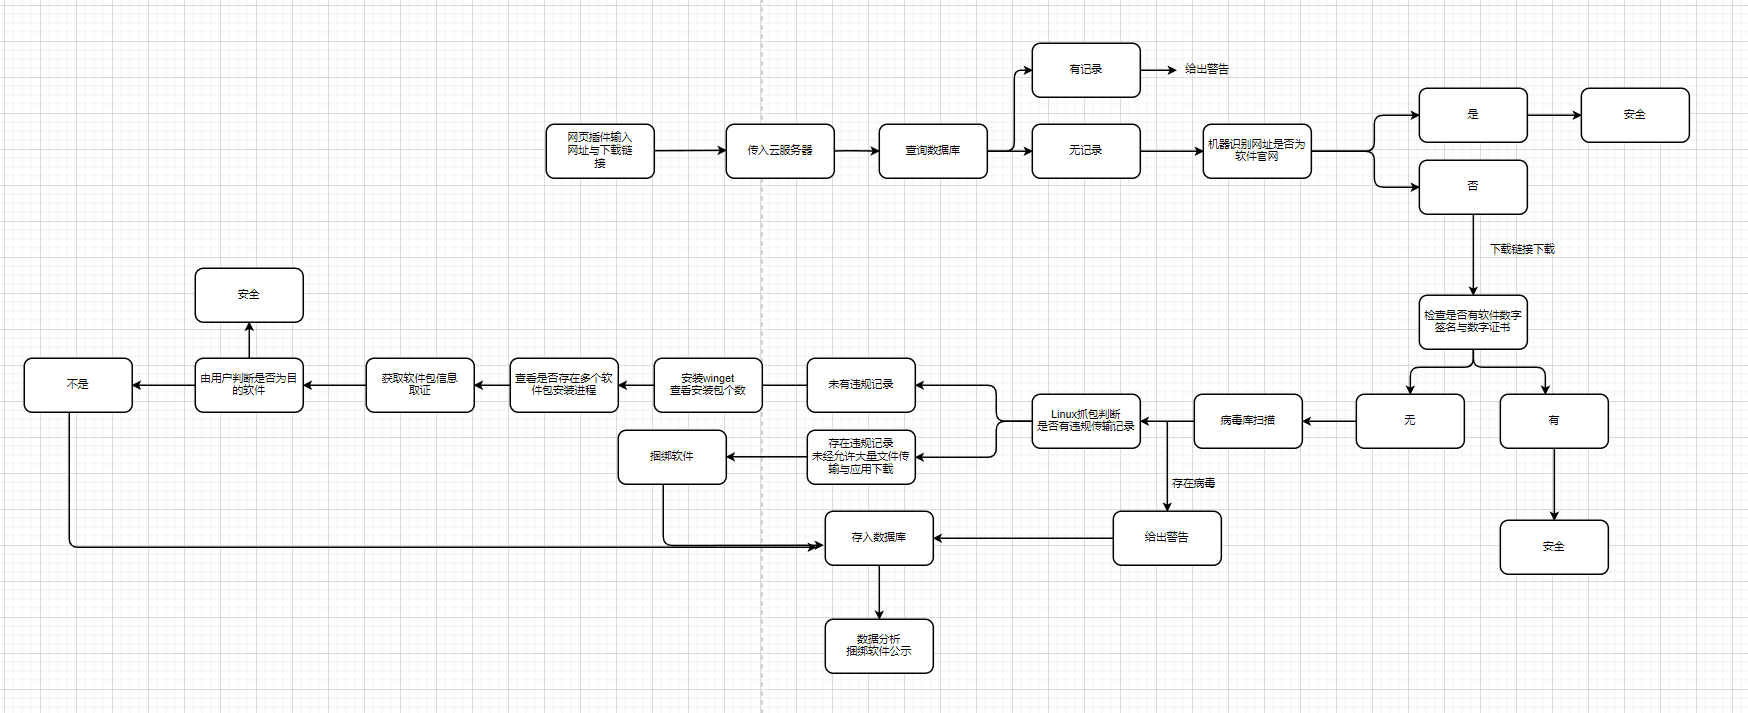 有记录
给出警告
是
安全
网页插件输入
网址与下载链
接
传入云服务器
查询数据库
无记录
机器识别网址是否为
软件官网
否
下载链接下载
安全
检查是否有软件数字
签名与数字证书
不是
由用户判断是否为目
的软件
获取软件包信息
取证
查看是否存在多个软
件包安装进程
安装winget
查看安装包个数
未有违规记录
Linux抓包判断
是否有违规传输记录
病毒库扫描
无
有
捆绑软件
存在违规记录
未经允许大量文件传
输与应用下载
存在病毒
存入数据库
给出警告
安全
数据分析
捆绑软件公示